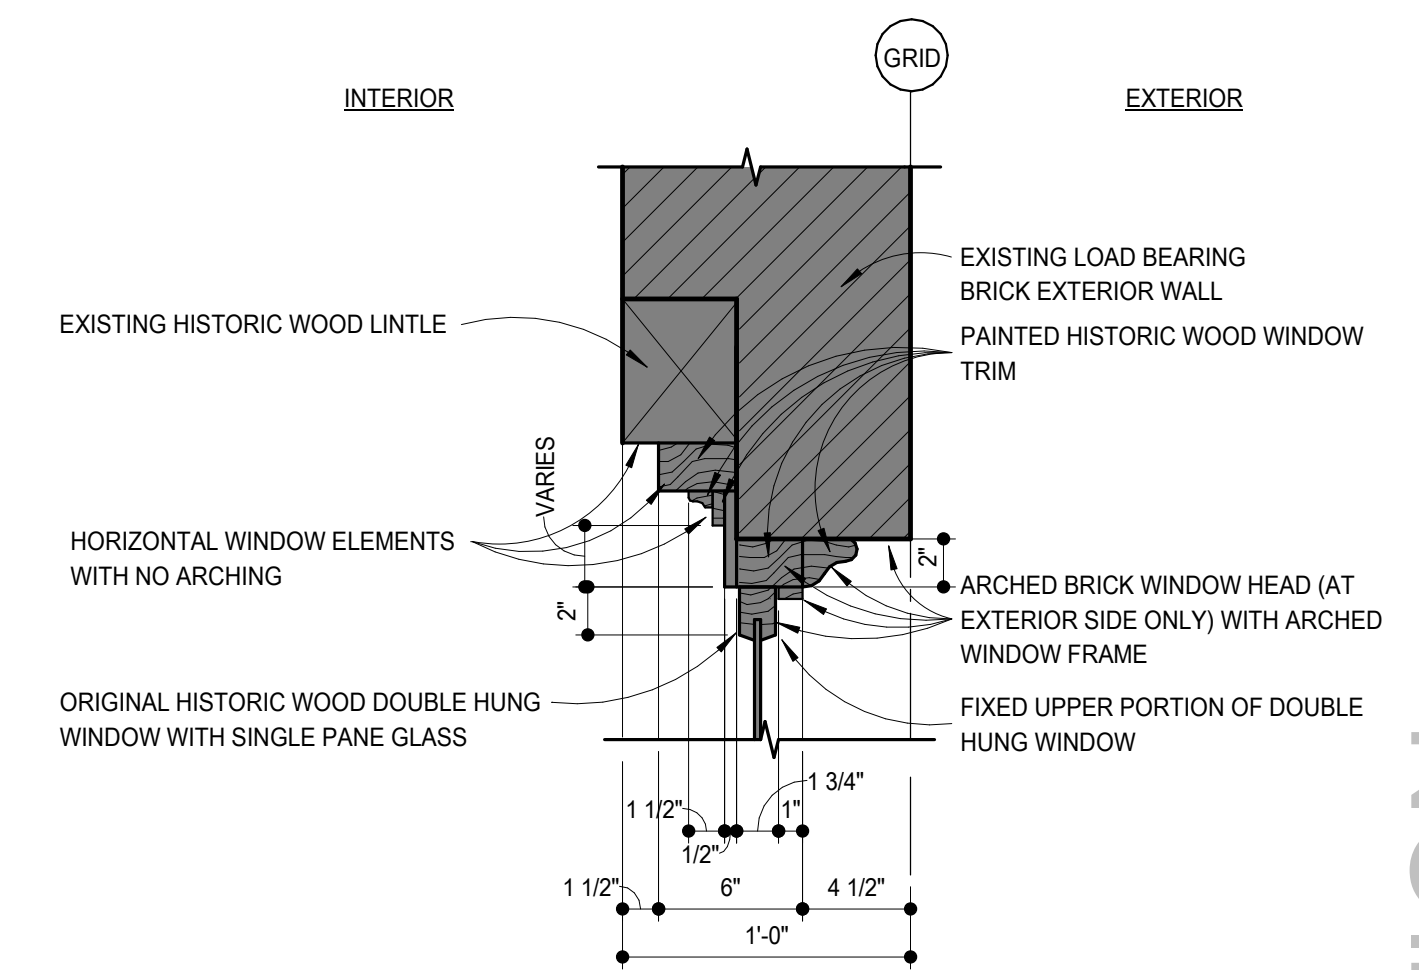 GRID
INTERIOR
EXTERIOR
EXISTING LOAD BEARING
BRICK EXTERIOR WALL
EXISTING HISTORIC WOOD LINTLE
PAINTED HISTORIC WOOD WINDOW
TRIM
VARIES
HORIZONTAL WINDOW ELEMENTS
WITH NO ARCHING
2"
2"
ARCHED BRICK WINDOW HEAD (AT
EXTERIOR SIDE ONLY) WITH ARCHED
WINDOW FRAME
ORIGINAL HISTORIC WOOD DOUBLE HUNG
WINDOW WITH SINGLE PANE GLASS
FIXED UPPER PORTION OF DOUBLE
HUNG WINDOW
1 3/4"
1 1/2"
1"
1/2"
1 1/2"
6"
4 1/2"
1'-0"